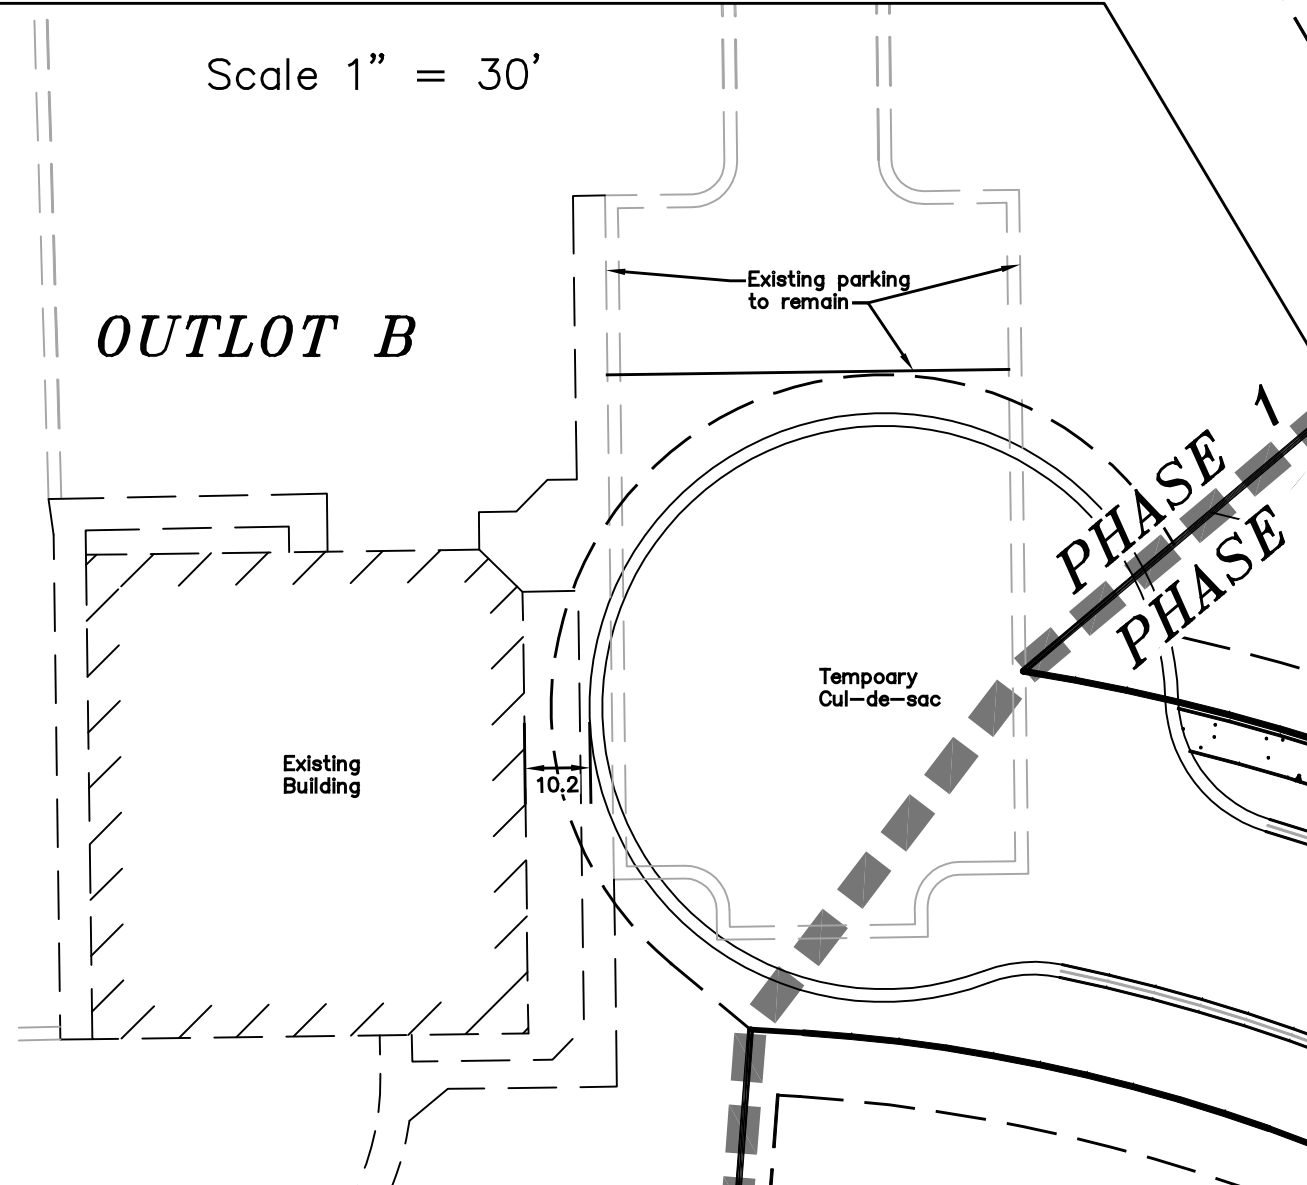 Scale 1” = 30’
Existing parking
to remain
OUTLOT B
PHASE 1
PHASE
Tempoary
Cul-de-sac
Existing
Building
10.2